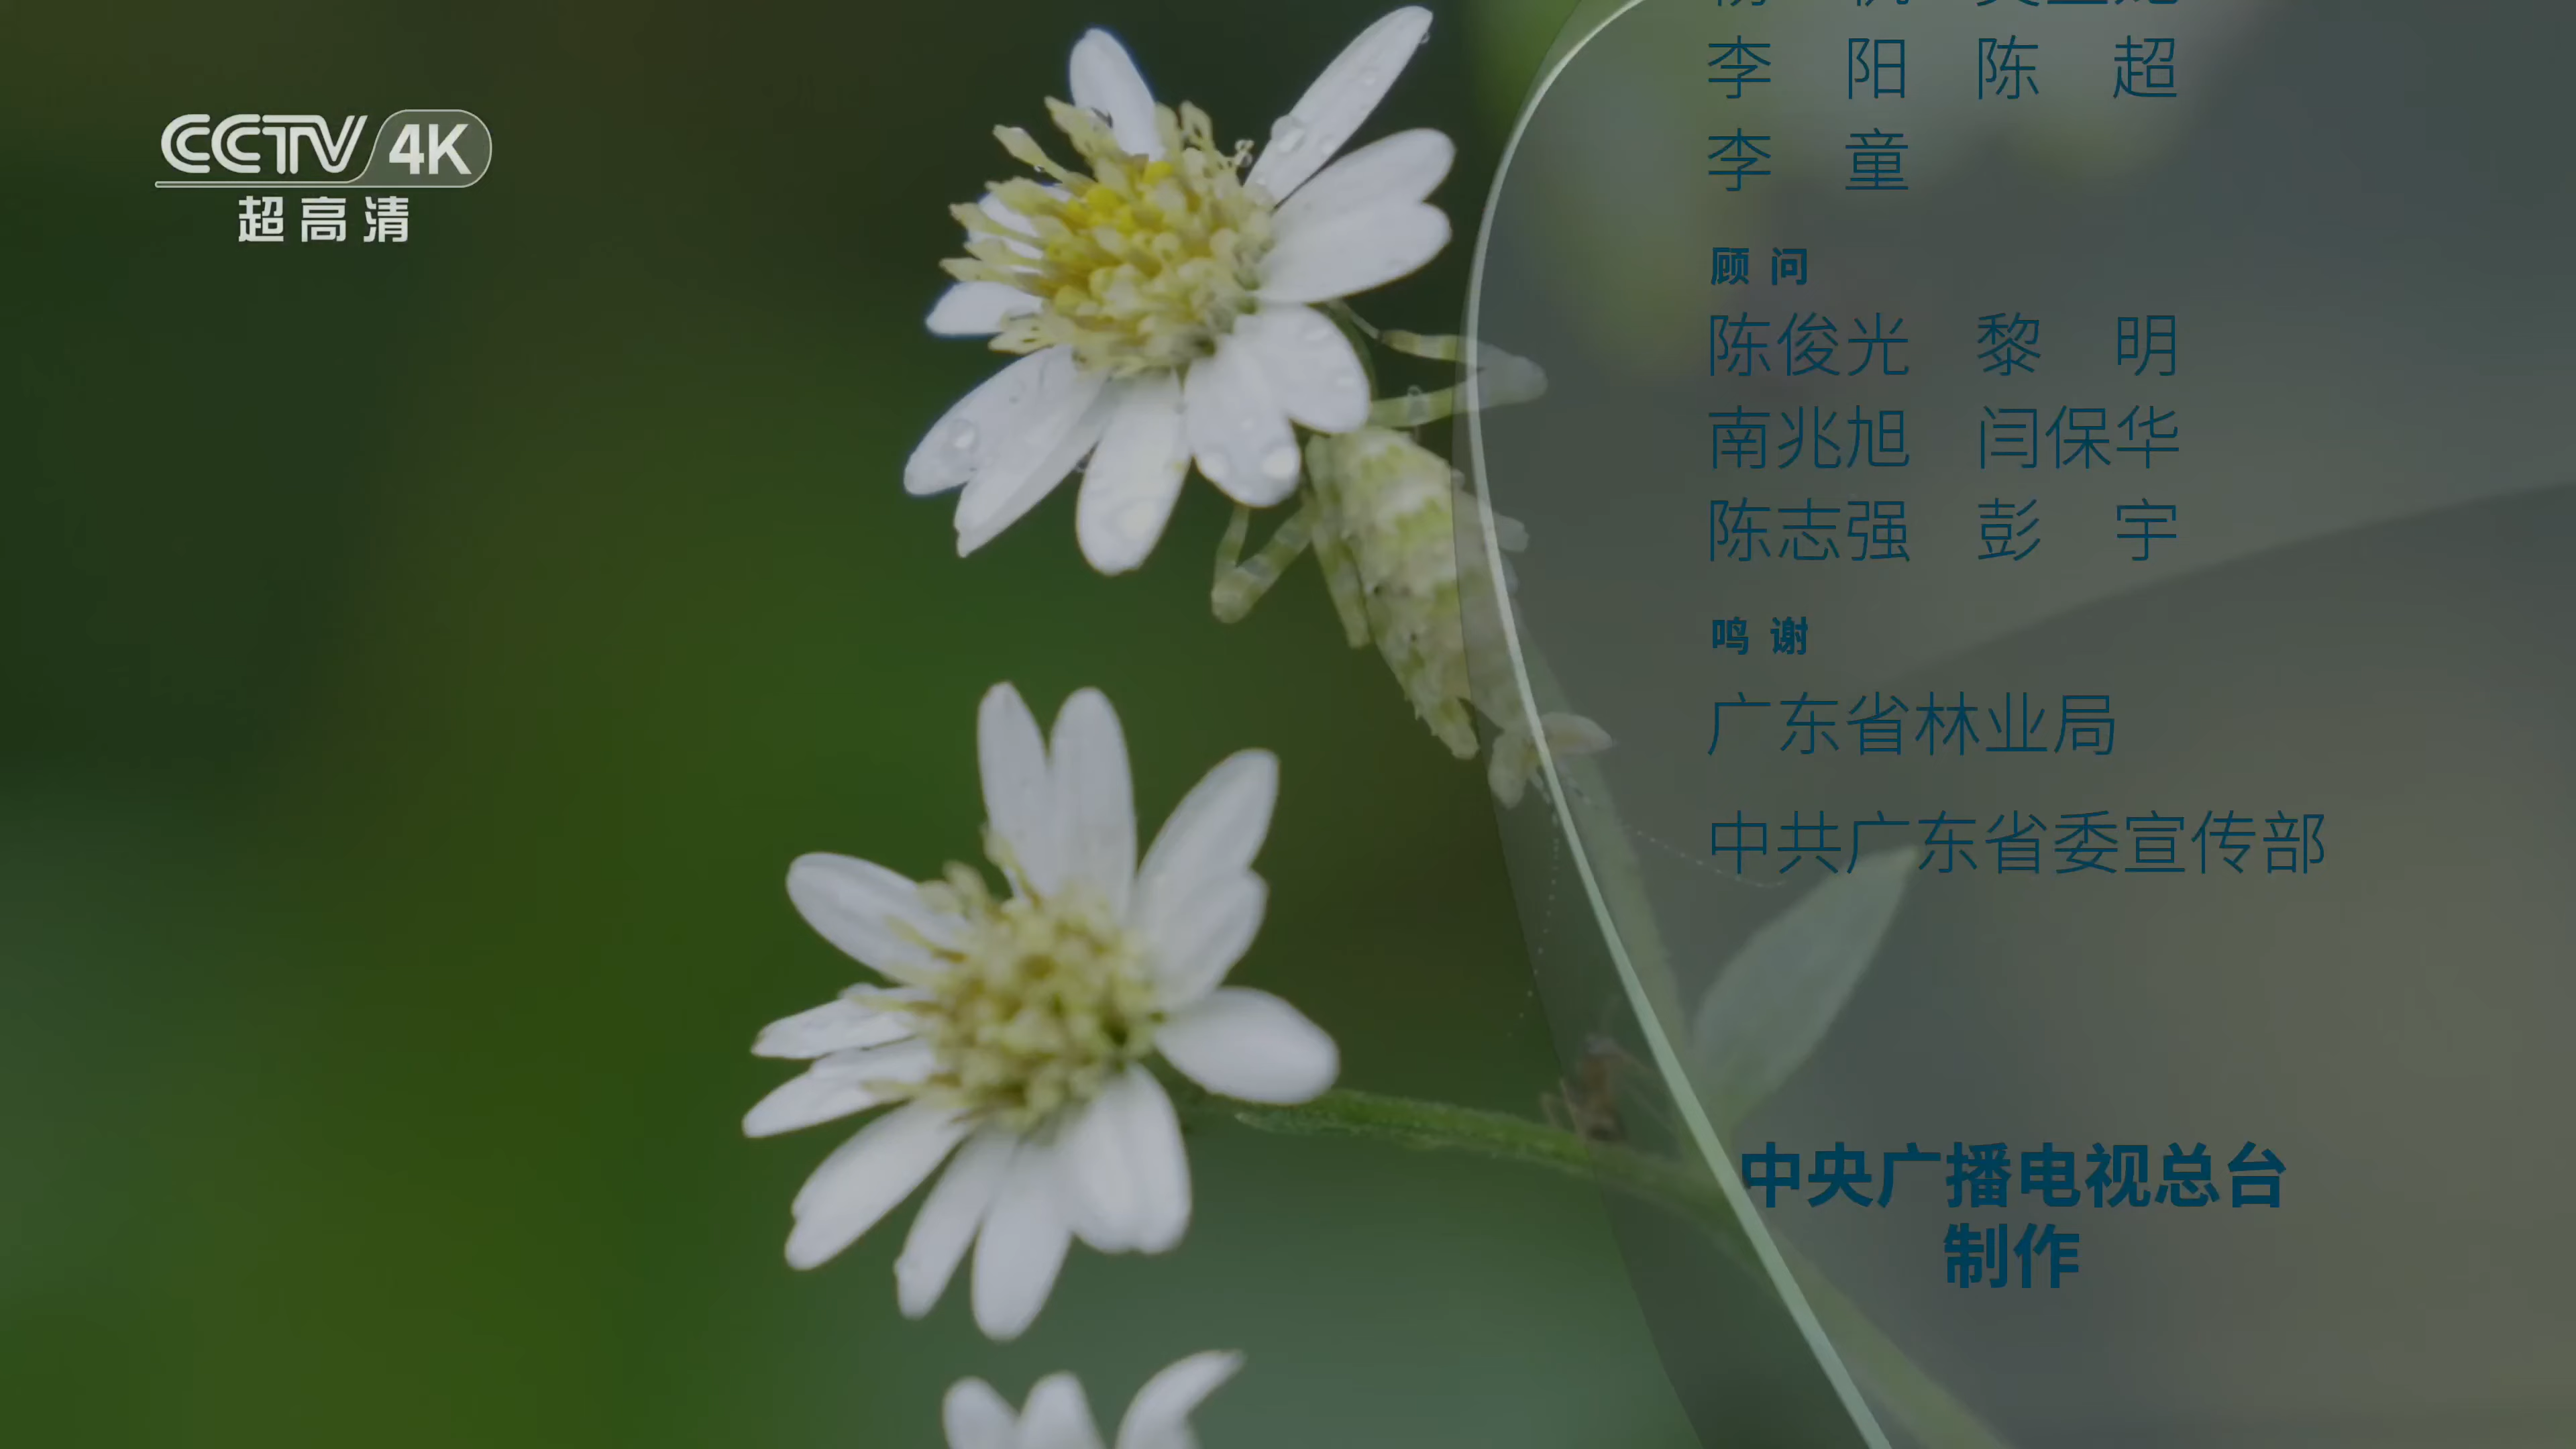 CCTV 4K
超高清
李 阳 陈 超
李 童
顾问
陈俊光 黎 明
南兆旭 闫保华
陈志强 彭 宇
鸣谢
广东省林业局
中共广东省委宣传部
中央广播电视总台
制作